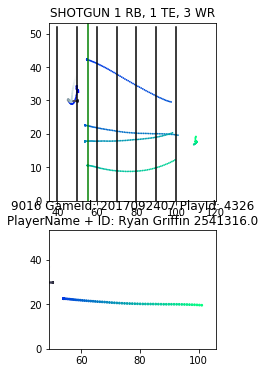 SHOTGUN 1 RB, 1 TE, 3 WR
50
40
30
20
10
0
40 60 80 100 120
9016 GameId: 2017092407 PlayId: 4326
PlayerName + ID: Ryan Griffin 2541316.0
40
20
0
60 80 100